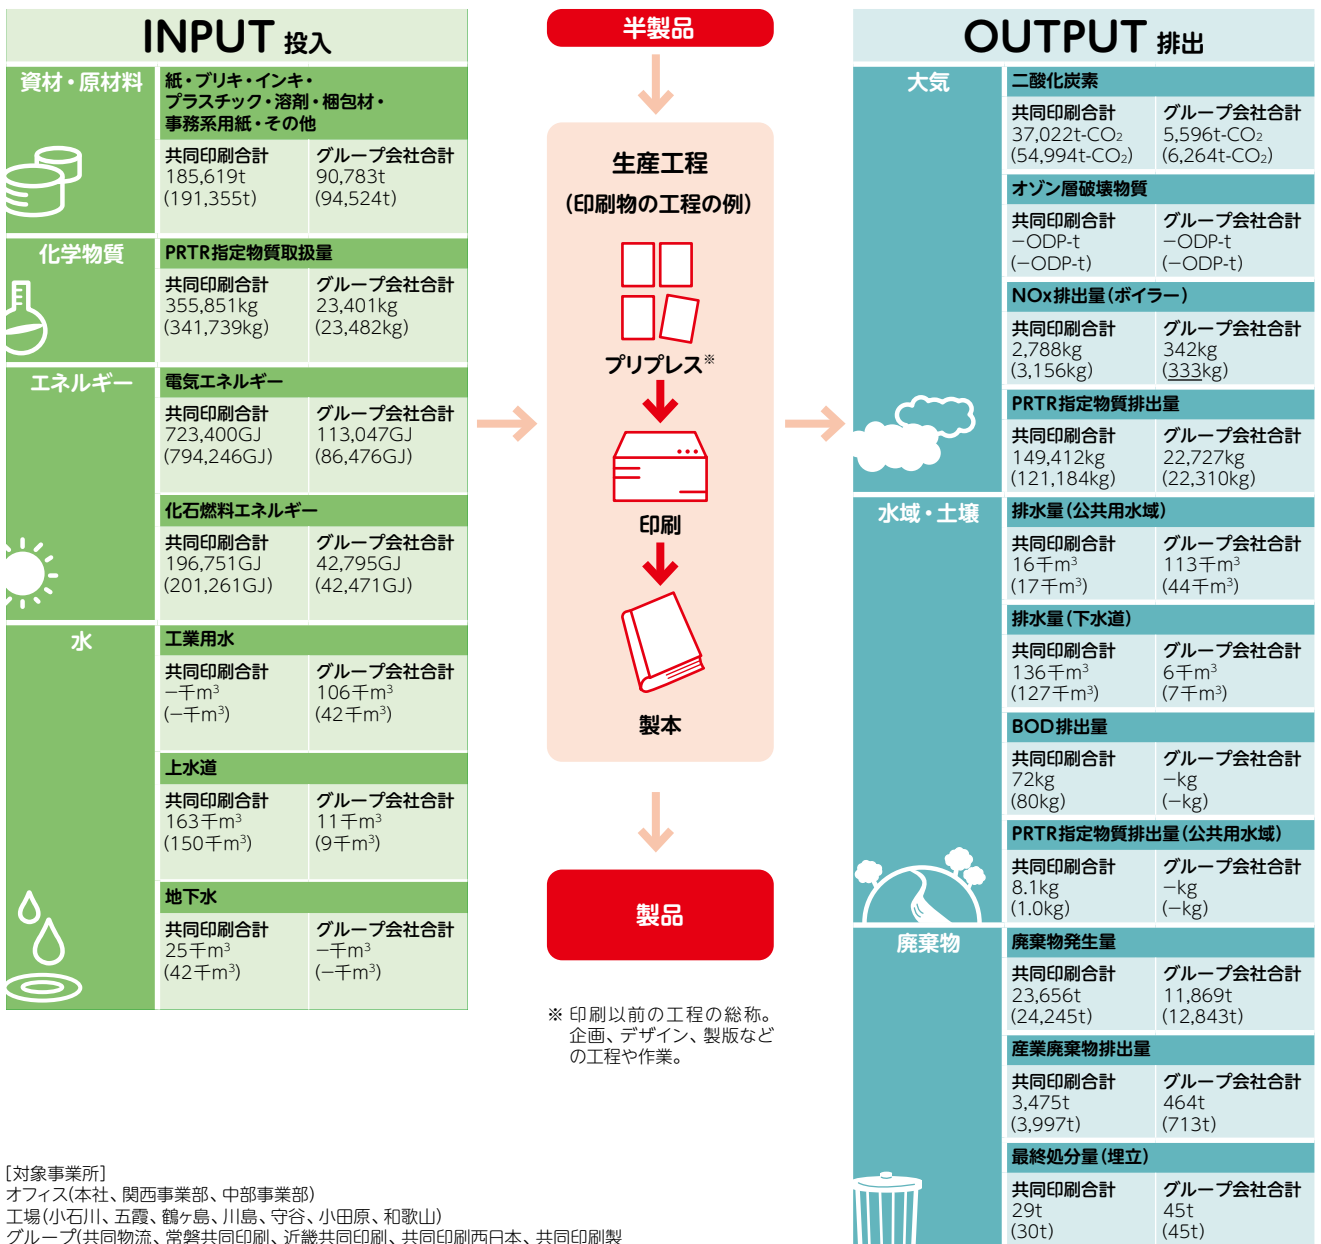 INPUT 投入
資材・原材料
紙・ブリキ・インキ・
プラスチック・溶剤・梱包材・
事務系用紙・その他
共同印刷合計 グループ会社合計
185,619t 90,783t
(191,355t) (94,524t)
化学物質
PRTR指定物質取扱量
共同印刷合計 グループ会社合計
355,851kg 23,401kg
(341,739kg) (23,482kg)
エネルギー
電気エネルギー
共同印刷合計 グループ会社合計
723,400GJ 113,047GJ
(794,246GJ) (86,476GJ)
化石燃料エネルギー
共同印刷合計 グループ会社合計
196,751GJ 42,795GJ
(201,261GJ) (42,471GJ)
水
工業用水
共同印刷合計 グループ会社合計
−千m³ 106千m³
(−千m³) (42千m³)
上水道
共同印刷合計 グループ会社合計
163千m³ 11千m³
(150千m³) (9千m³)
地下水
共同印刷合計 グループ会社合計
25千m³ −千m³
(42千m³) (−千m³)
半製品
生産工程
(印刷物の工程の例)
プリプレス※
印刷
製本
製品
※ 印刷以前の工程の総称。
企画、デザイン、製版など
の工程や作業。
OUTPUT 排出
大気
二酸化炭素
共同印刷合計 グループ会社合計
37,022t-CO₂ 5,596t-CO₂
(54,994t-CO₂) (6,264t-CO₂)
オゾン層破壊物質
共同印刷合計 グループ会社合計
−ODP-t −ODP-t
(−ODP-t) (−ODP-t)
NOx排出量(ボイラー)
共同印刷合計 グループ会社合計
2,788kg 342kg
(3,156kg) (333kg)
PRTR指定物質排出量
共同印刷合計 グループ会社合計
149,412kg 22,727kg
(121,184kg) (22,310kg)
水域・土壌
排水量(公共用水域)
共同印刷合計 グループ会社合計
16千m³ 113千m³
(17千m³) (44千m³)
排水量(下水道)
共同印刷合計 グループ会社合計
136千m³ 6千m³
(127千m³) (7千m³)
BOD排出量
共同印刷合計 グループ会社合計
72kg −kg
(80kg) (−kg)
PRTR指定物質排出量(公共用水域)
共同印刷合計 グループ会社合計
8.1kg −kg
(1.0kg) (−kg)
廃棄物
廃棄物発生量
共同印刷合計 グループ会社合計
23,656t 11,869t
(24,245t) (12,843t)
産業廃棄物排出量
共同印刷合計 グループ会社合計
3,475t 464t
(3,997t) (713t)
最終処分量(埋立)
共同印刷合計 グループ会社合計
29t 45t
(30t) (45t)
[対象事業所]
オフィス(本社、関西事業部、中部事業部)
工場(小石川、五霞、鶴ヶ島、川島、守谷、小田原、和歌山)
グループ(共同物流、常磐共同印刷、近畿共同印刷、共同印刷西日本、共同印刷製